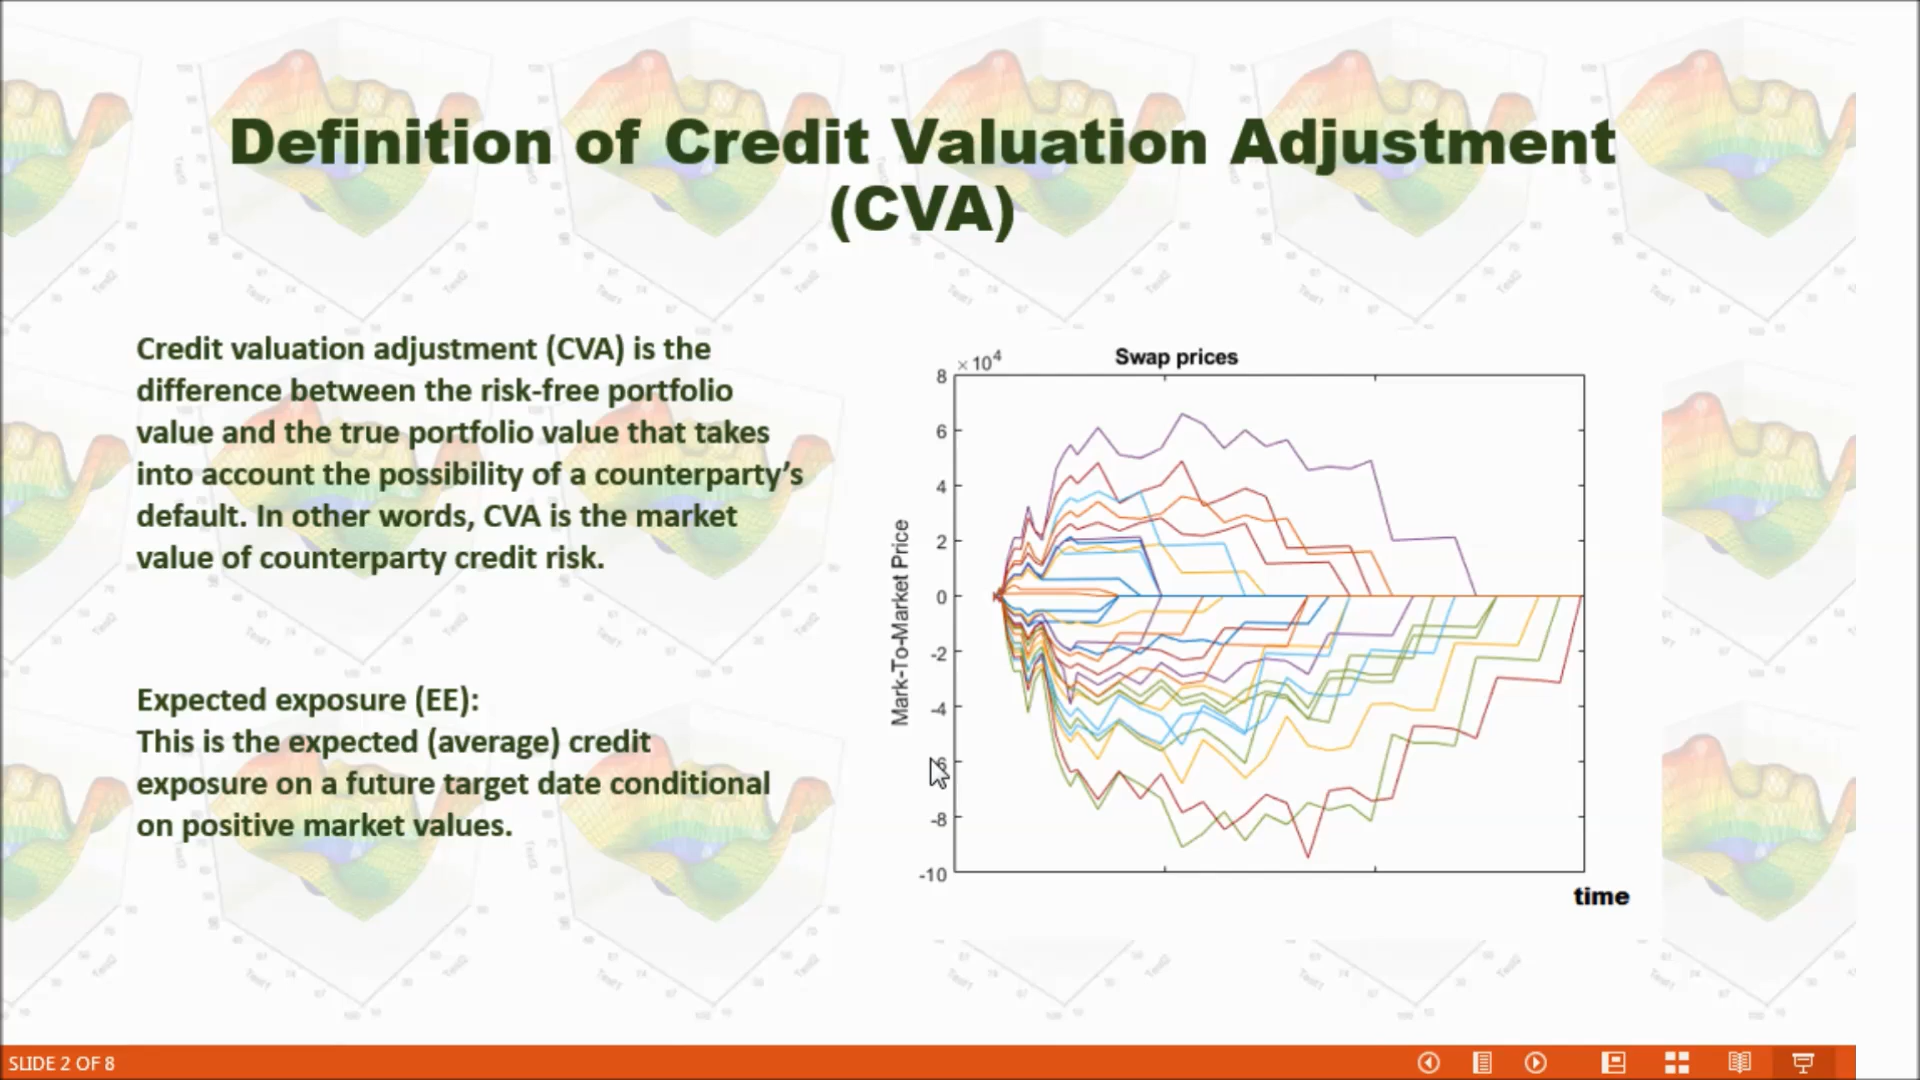 Definition of Credit Valuation Adjustment
(CVA)
Credit valuation adjustment (CVA) is the
difference between the risk-free portfolio
value and the true portfolio value that takes
into account the possibility of a counterparty’s
default. In other words, CVA is the market
value of counterparty credit risk.
Expected exposure (EE):
This is the expected (average) credit
exposure on a future target date conditional
on positive market values.
Swap prices
×10⁴
8
6
4
2
0
-2
-4
-6
-8
-10
Mark-To-Market Price
time
SLIDE 2 OF 8